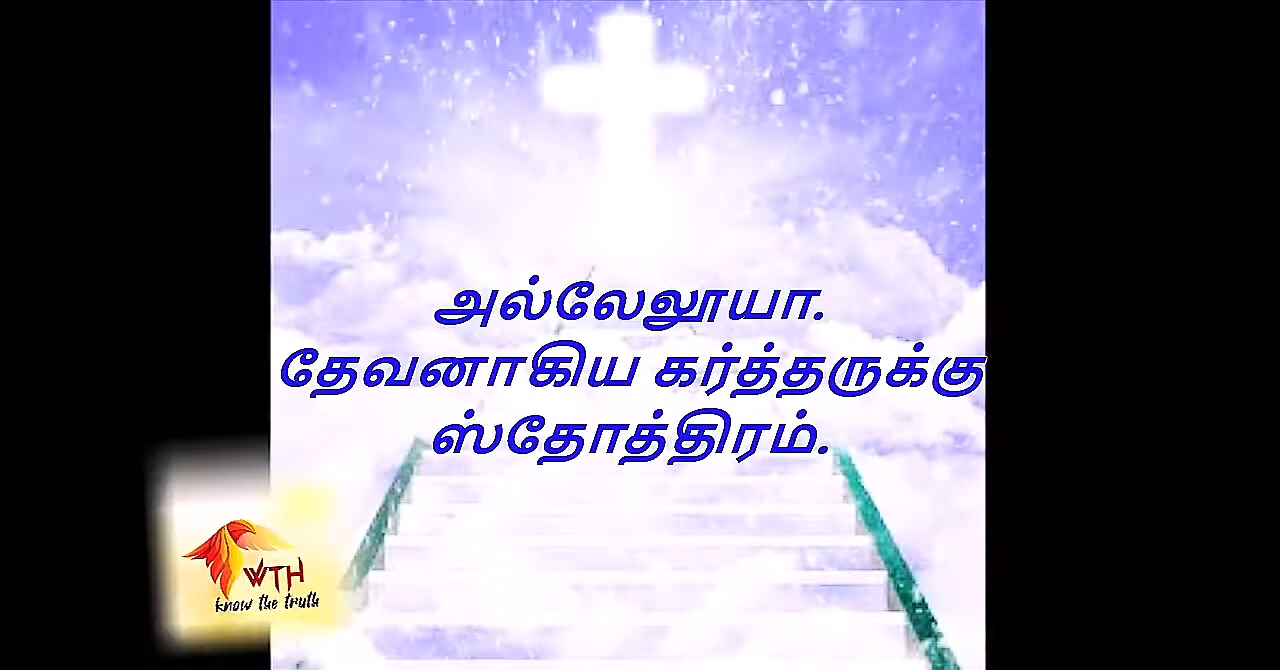 அல்லேலூயா.
தேவனாகிய கர்த்தருக்கு
ஸ்தோத்திரம்.
WTH
know the truth